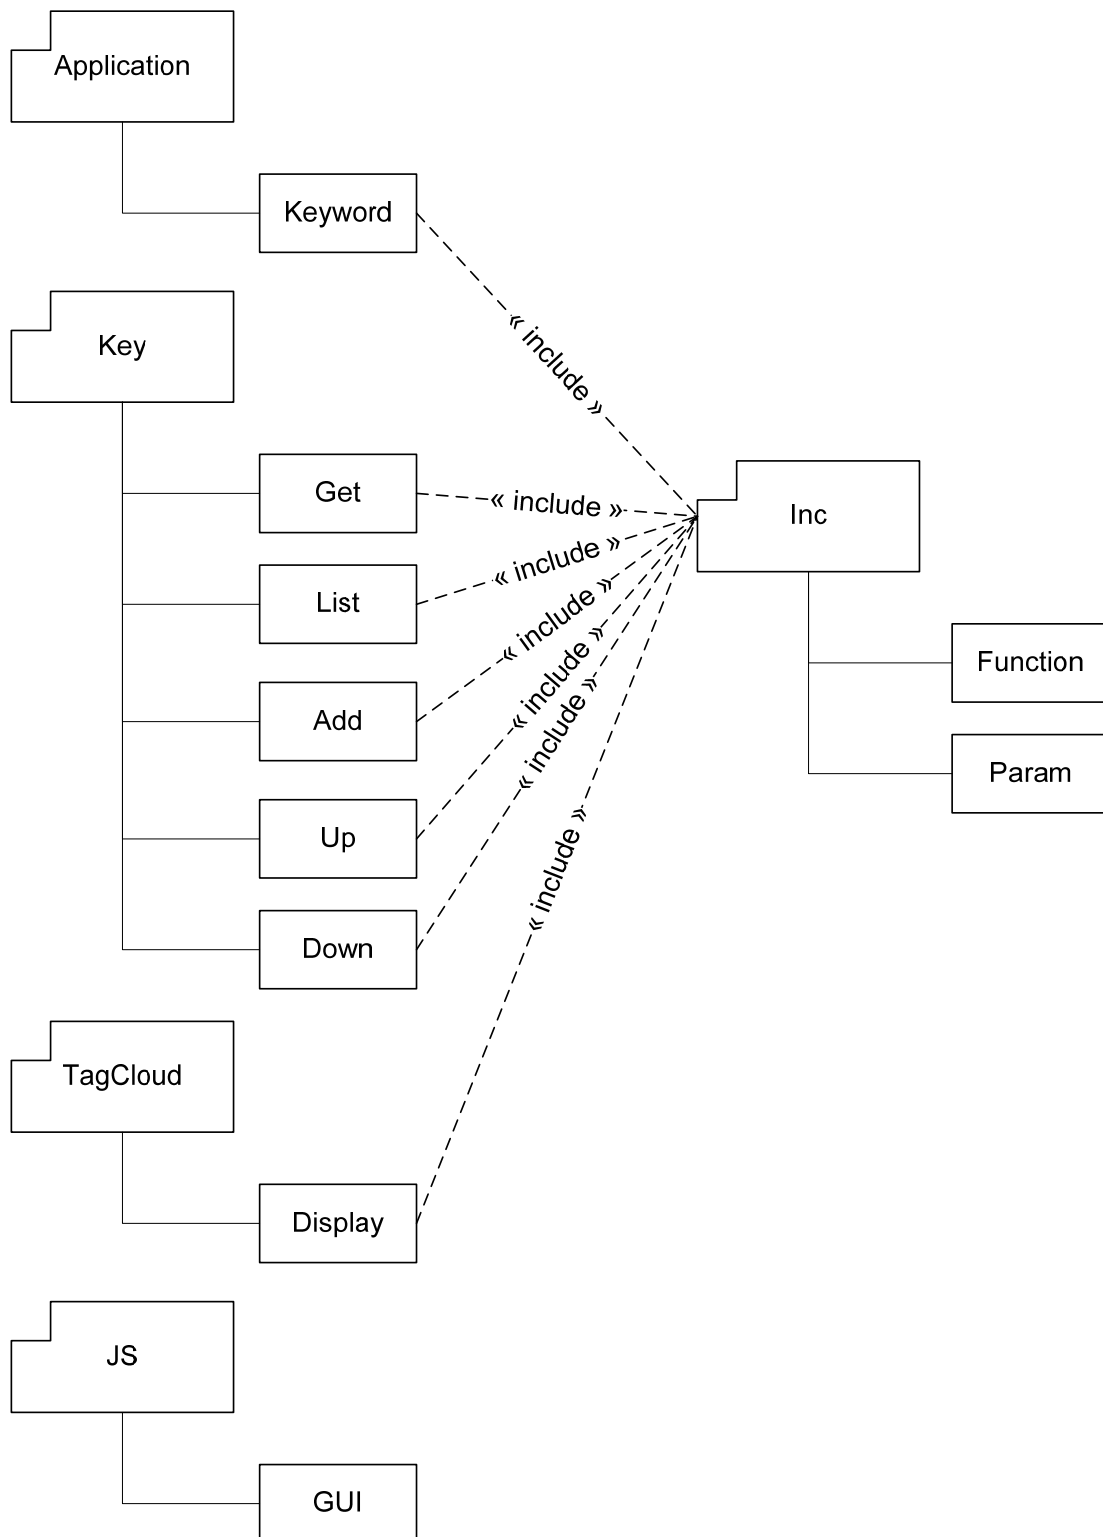 Application
Keyword
« include »
Key
Get
« include »
Inc
List
« include »
Add
« include »
Function
Up
« include »
Param
Down
« include »
TagCloud
Display
« include »
JS
GUI